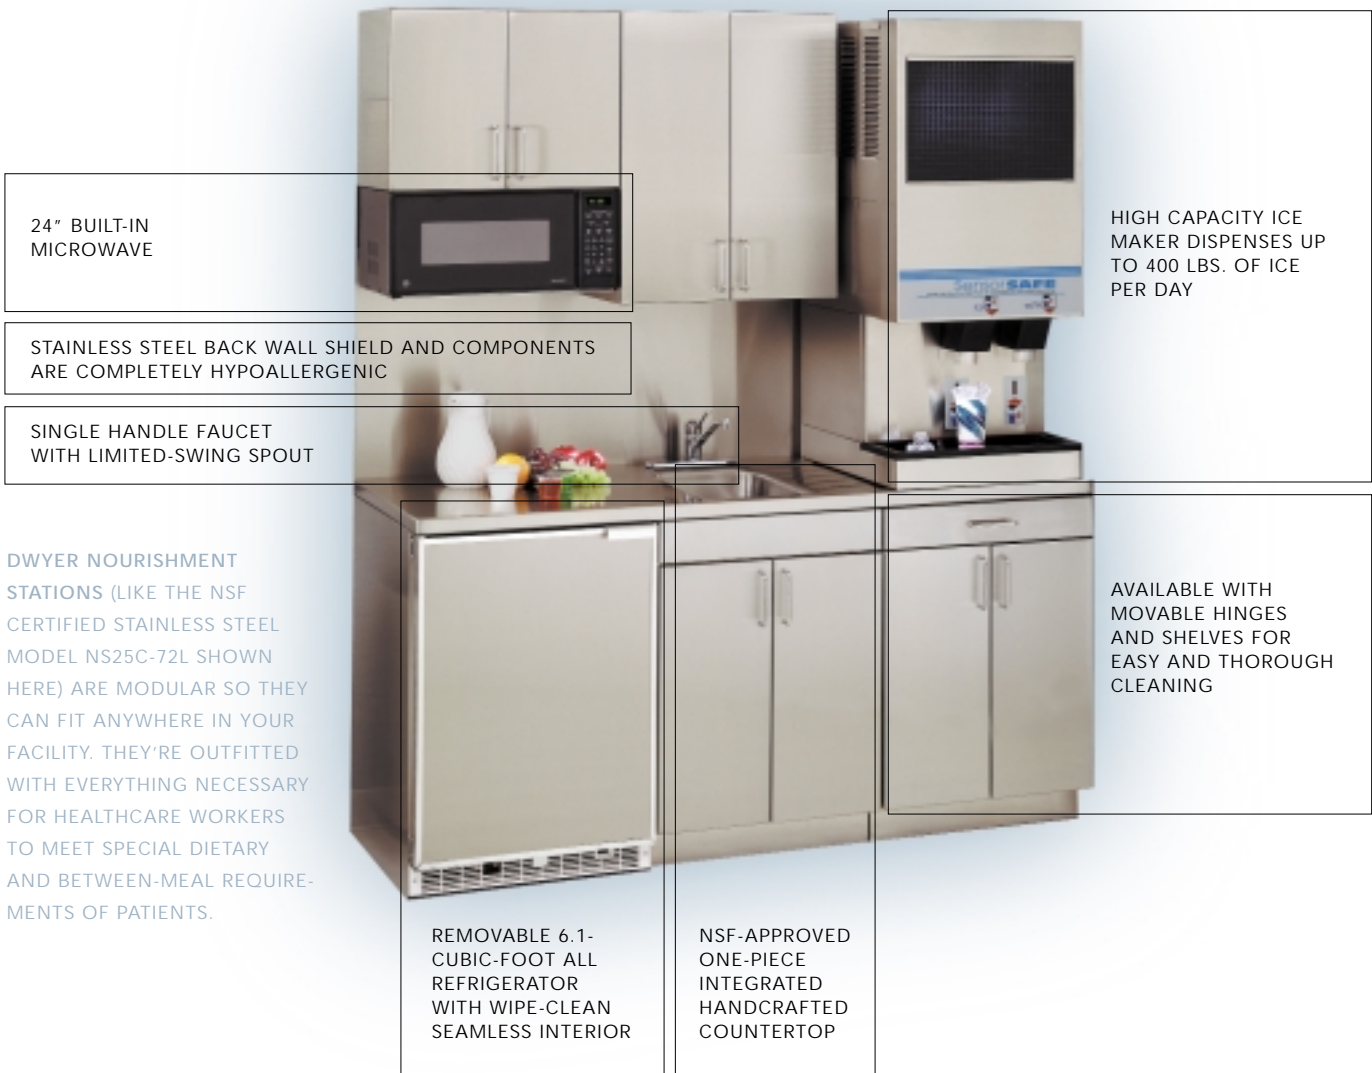 24" BUILT-IN
MICROWAVE
STAINLESS STEEL BACK WALL SHIELD AND COMPONENTS
ARE COMPLETELY HYPOALLERGENIC
SINGLE HANDLE FAUCET
WITH LIMITED-SWING SPOUT
DWYER NOURISHMENT
STATIONS (LIKE THE NSF
CERTIFIED STAINLESS STEEL
MODEL NS25C-72L SHOWN
HERE) ARE MODULAR SO THEY
CAN FIT ANYWHERE IN YOUR
FACILITY. THEY'RE OUTFITTED
WITH EVERYTHING NECESSARY
FOR HEALTHCARE WORKERS
TO MEET SPECIAL DIETARY
AND BETWEEN-MEAL REQUIRE-
MENTS OF PATIENTS.
SensorSAFE
HIGH CAPACITY ICE
MAKER DISPENSES UP
TO 400 LBS. OF ICE
PER DAY
AVAILABLE WITH
MOVABLE HINGES
AND SHELVES FOR
EASY AND THOROUGH
CLEANING
REMOVABLE 6.1-
CUBIC-FOOT ALL
REFRIGERATOR
WITH WIPE-CLEAN
SEAMLESS INTERIOR
NSF-APPROVED
ONE-PIECE
INTEGRATED
HANDCRAFTED
COUNTERTOP